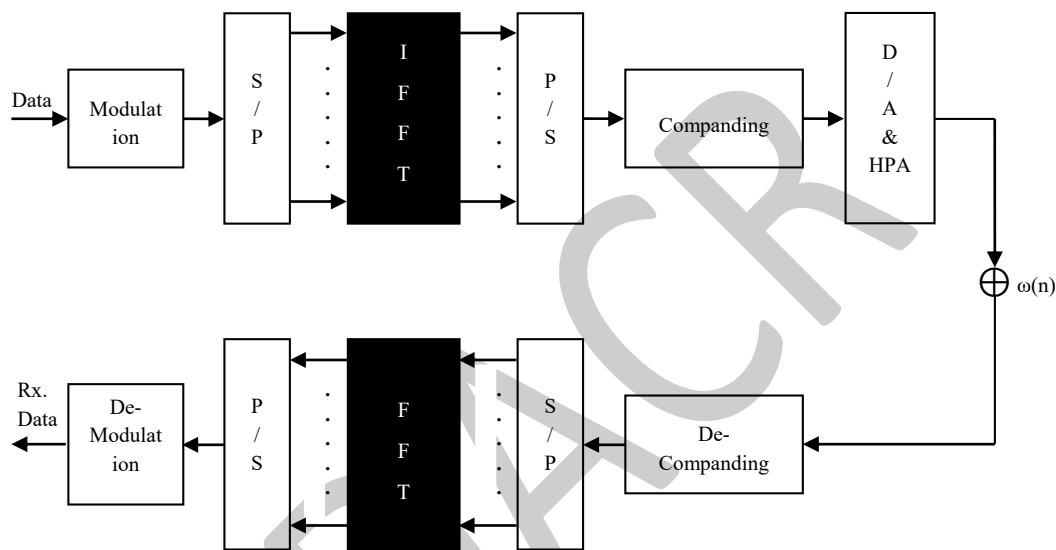 Data
Modulat
ion
S
/
P
I
F
F
T
P
/
S
Companding
D
/
A
&
HPA
ω(n)
Rx.
Data
De-
Modulat
ion
P
/
S
F
F
T
S
/
P
De-
Companding